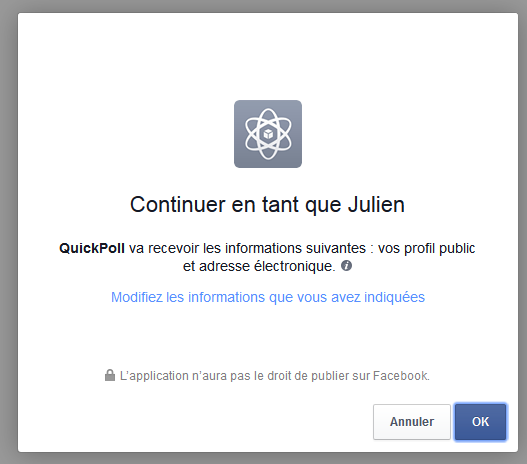 Continuer en tant que Julien
QuickPoll va recevoir les informations suivantes : vos profil public
et adresse électronique.
Modifiez les informations que vous avez indiquées
L'application n'aura pas le droit de publier sur Facebook.
Annuler
OK